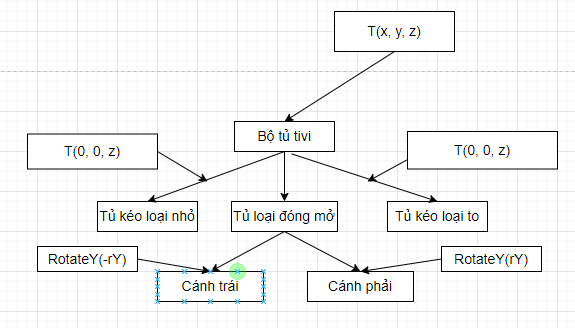 T(x, y, z)
Bộ tủ tivi
T(0, 0, z)
T(0, 0, z)
Tủ kéo loại nhỏ
Tủ loại đóng mở
Tủ kéo loại to
RotateY(-rY)
RotateY(rY)
Cánh trái
Cánh phải